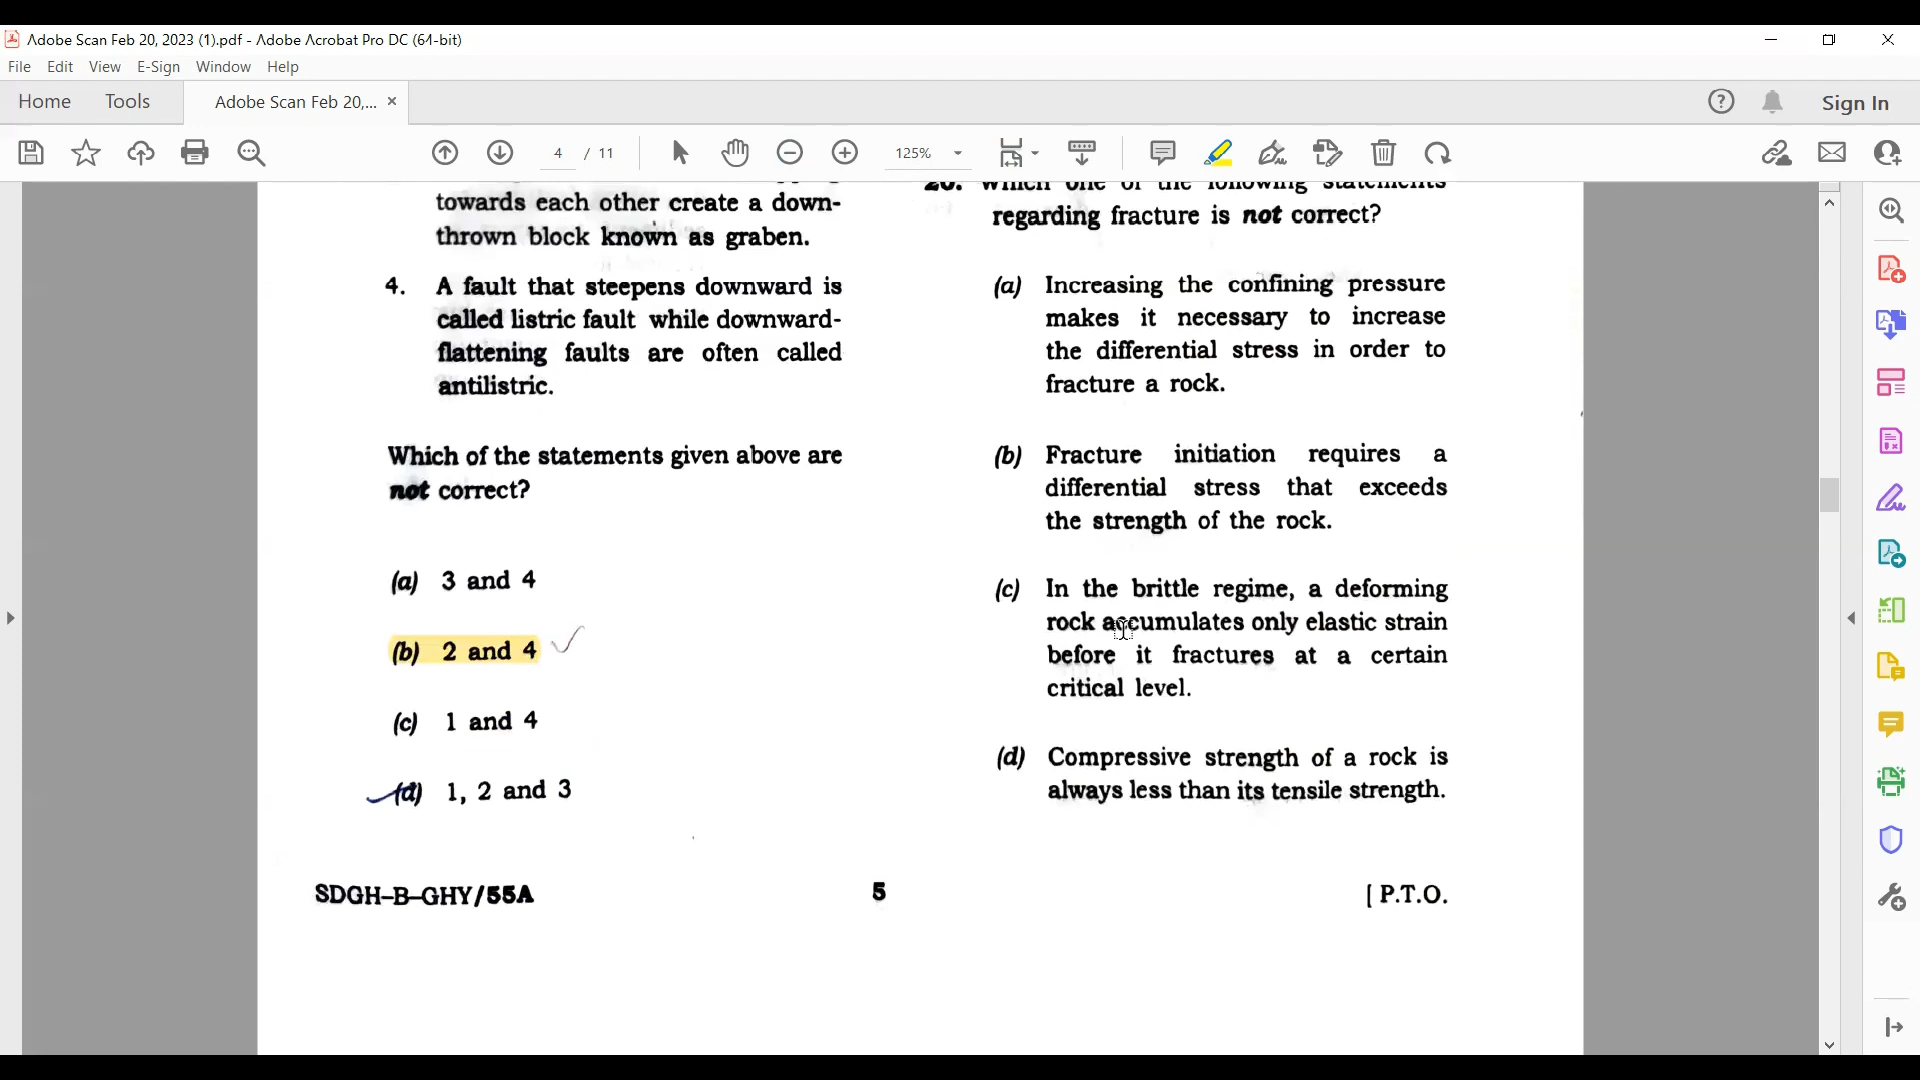 Adobe Scan Feb 20, 2023 (1).pdf - Adobe Acrobat Pro DC (64-bit)
File Edit View E-Sign Window Help
Home Tools Adobe Scan Feb 20,... × Sign In
4 / 11 125%
towards each other create a down-
thrown block known as graben.
4. A fault that steepens downward is
called listric fault while downward-
flattening faults are often called
antilistric.
Which of the statements given above are
not correct?
(a) 3 and 4
(b) 2 and 4
(c) 1 and 4
(d) 1, 2 and 3
20. Which one of the following statements
regarding fracture is not correct?
(a) Increasing the confining pressure
makes it necessary to increase
the differential stress in order to
fracture a rock.
(b) Fracture initiation requires a
differential stress that exceeds
the strength of the rock.
(c) In the brittle regime, a deforming
rock accumulates only elastic strain
before it fractures at a certain
critical level.
(d) Compressive strength of a rock is
always less than its tensile strength.
SDGH-B-GHY/55A 5 [ P.T.O.